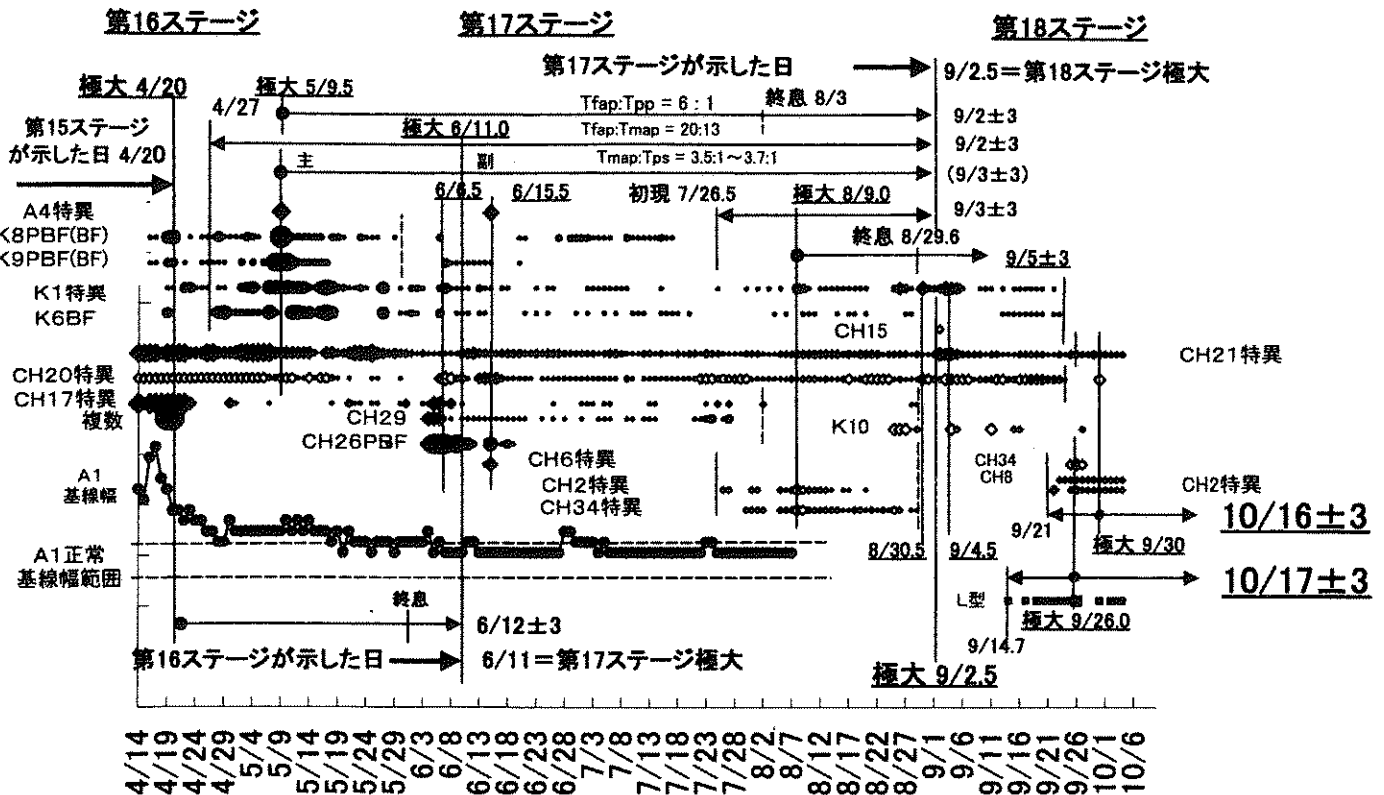 第16ステージ
第17ステージ
第18ステージ
第17ステージが示した日
9/2.5＝第18ステージ極大
極大 4/20
極大 5/9.5
4/27
Tfap:Tpp = 6 : 1
終息 8/3
9/2±3
第15ステージ
が示した日 4/20
極大 6/11.0
Tfap:Tmap = 20:13
9/2±3
主
副
Tmap:Tps = 3.5:1～3.7:1
(9/3±3)
6/6.5
6/15.5
初現 7/26.5
極大 8/9.0
9/3±3
A4特異
K8PBF(BF)
K9PBF(BF)
終息 8/29.6
9/5±3
K1特異
K6BF
CH15
CH21特異
CH20特異
CH17特異
複数
CH29
K10
CH26PBF
CH6特異
CH34
CH8
A1
基線幅
CH2特異
CH34特異
CH2特異
9/21
極大 9/30
10/16±3
A1正常
基線幅範囲
8/30.5
9/4.5
10/17±3
L型
極大 9/26.0
9/14.7
終息
6/12±3
第16ステージが示した日
6/11＝第17ステージ極大
極大 9/2.5
4/14
4/19
4/24
4/29
5/4
5/9
5/14
5/19
5/24
5/29
6/3
6/8
6/13
6/18
6/23
6/28
7/3
7/8
7/13
7/18
7/23
7/28
8/2
8/7
8/12
8/17
8/22
8/27
9/1
9/6
9/11
9/16
9/21
9/26
10/1
10/6